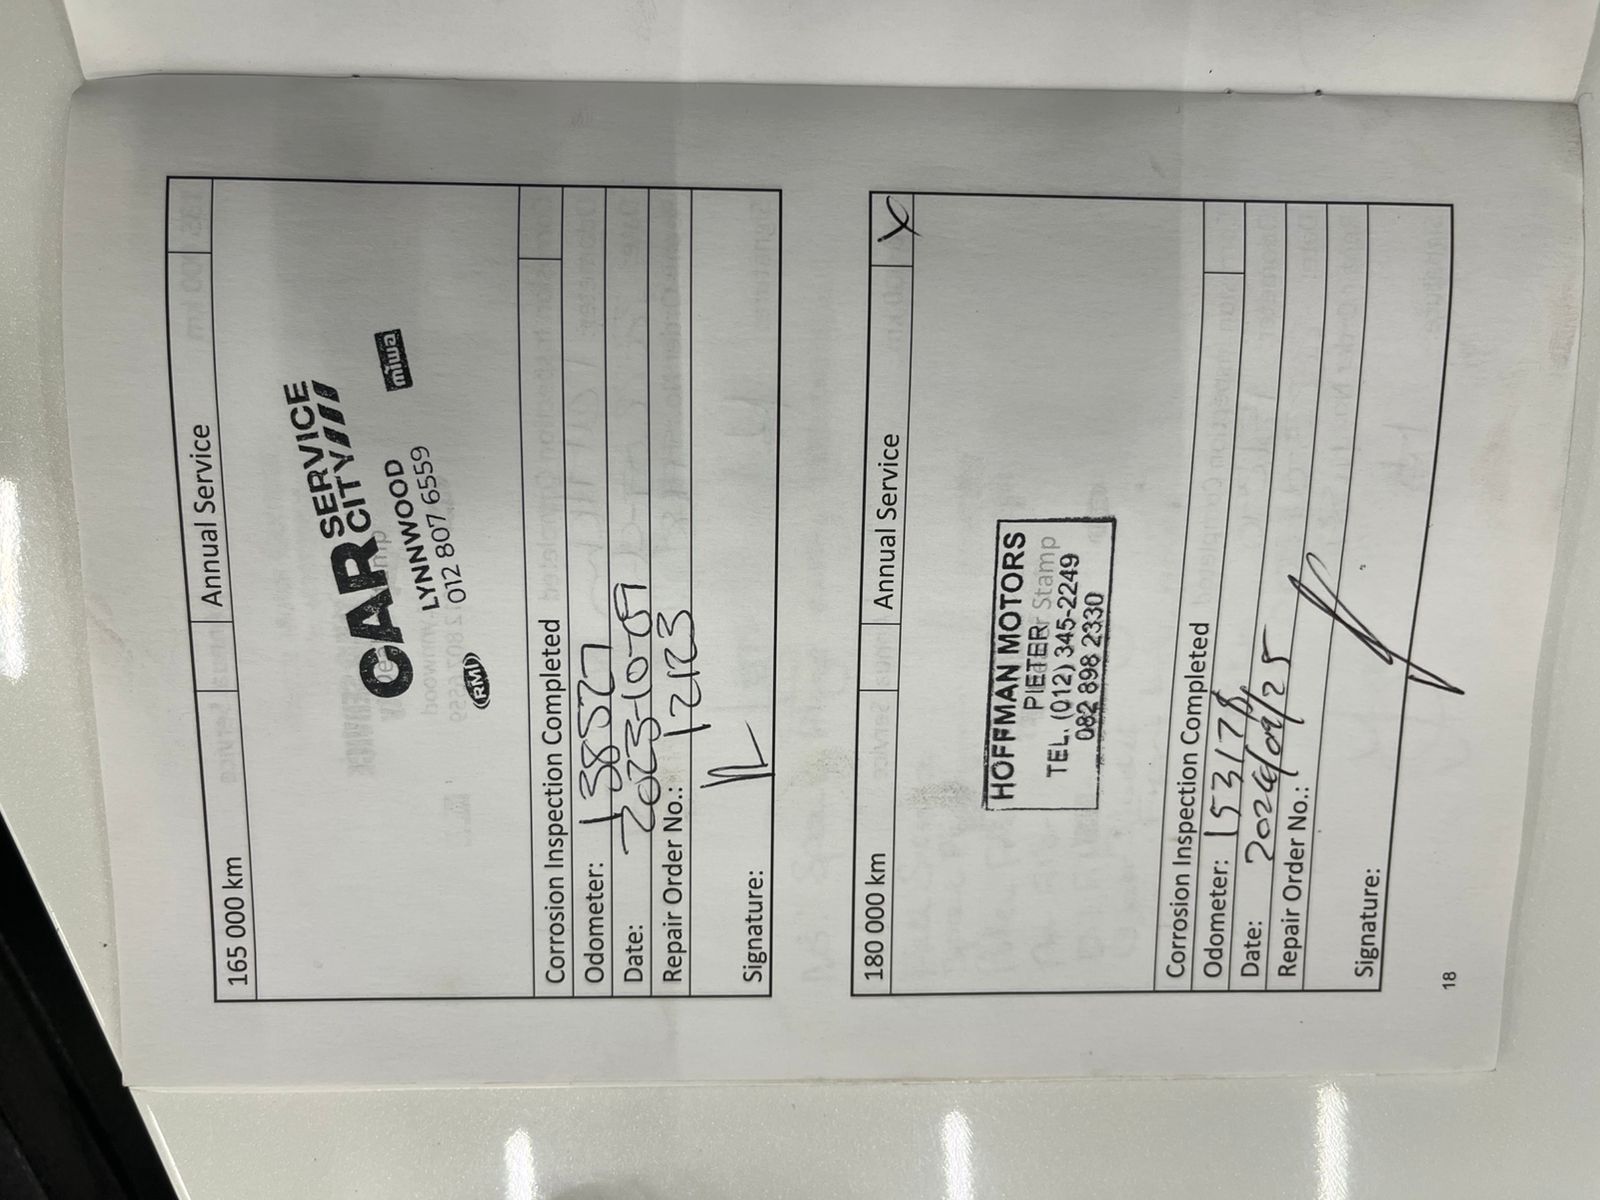 165 000 km Annual Service
CAR SERVICE
CITY
LYNNWOOD
012 807 6559
RMI
miwa
Corrosion Inspection Completed
Odometer: 138527
Date: 2023-10-09
Repair Order No.: 12123
Signature:
180 000 km Annual Service X
HOFFMAN MOTORS
PIETER
Stamp
TEL. (012) 345-2249
082 898 2330
Corrosion Inspection Completed
Odometer: 153178
Date: 2024/09/25
Repair Order No.:
Signature:
18